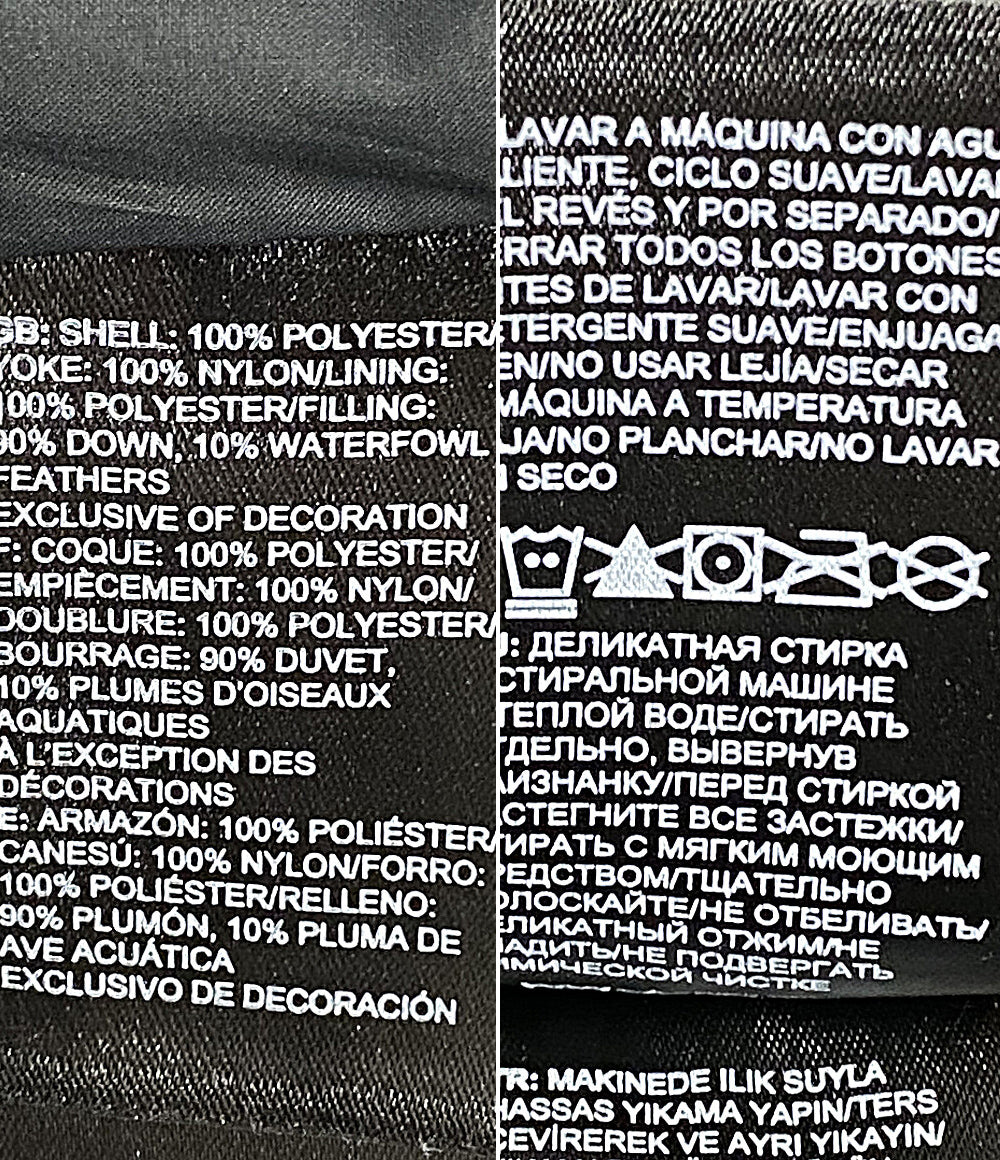 GB: SHELL: 100% POLYESTER/
YOKE: 100% NYLON/LINING:
100% POLYESTER/FILLING:
90% DOWN, 10% WATERFOWL
FEATHERS
EXCLUSIVE OF DECORATION
F: COQUE: 100% POLYESTER/
EMPIÈCEMENT: 100% NYLON/
DOUBLURE: 100% POLYESTER/
BOURRAGE: 90% DUVET,
10% PLUMES D'OISEAUX
AQUATIQUES
À L'EXCEPTION DES
DÉCORATIONS
E: ARMAZÓN: 100% POLIÉSTER/
CANESÚ: 100% NYLON/FORRO:
100% POLIÉSTER/RELLENO:
90% PLUMÓN, 10% PLUMA DE
AVE ACUÁTICA
EXCLUSIVO DE DECORACIÓN
LAVAR A MÁQUINA CON AGU
LIENTE, CICLO SUAVE/LAVA
L REVÉS Y POR SEPARADO/
RRAR TODOS LOS BOTONES
TES DE LAVAR/LAVAR CON
TERGENTE SUAVE/ENJUAGA
EN/NO USAR LEJÍA/SECAR
MÁQUINA A TEMPERATURA
JA/NO PLANCHAR/NO LAVAR
SECO
J: ДЕЛИКАТНАЯ СТИРКА
СТИРАЛЬНОЙ МАШИНЕ
ТЕПЛОЙ ВОДЕ/СТИРАТЬ
ТДЕЛЬНО, ВЫВЕРНУВ
ИЗНАНКУ/ПЕРЕД СТИРКОЙ
СТЕГНИТЕ ВСЕ ЗАСТЕЖКИ/
ИРАТЬ С МЯГКИМ МОЮЩИМ
РЕДСТВОМ/ТЩАТЕЛЬНО
ОЛОСКАЙТЕ/НЕ ОТБЕЛИВАТЬ/
ЕЛИКАТНЫЙ ОТЖИМ/НЕ
АДИТЬ/НЕ ПОДВЕРГАТЬ
ИМИЧЕСКОЙ ЧИСТКЕ
TR: MAKINEDE ILIK SUYLA
HASSAS YIKAMA YAPIN/TERS
ÇEVİREREK VE AYRI YIKAYIN/